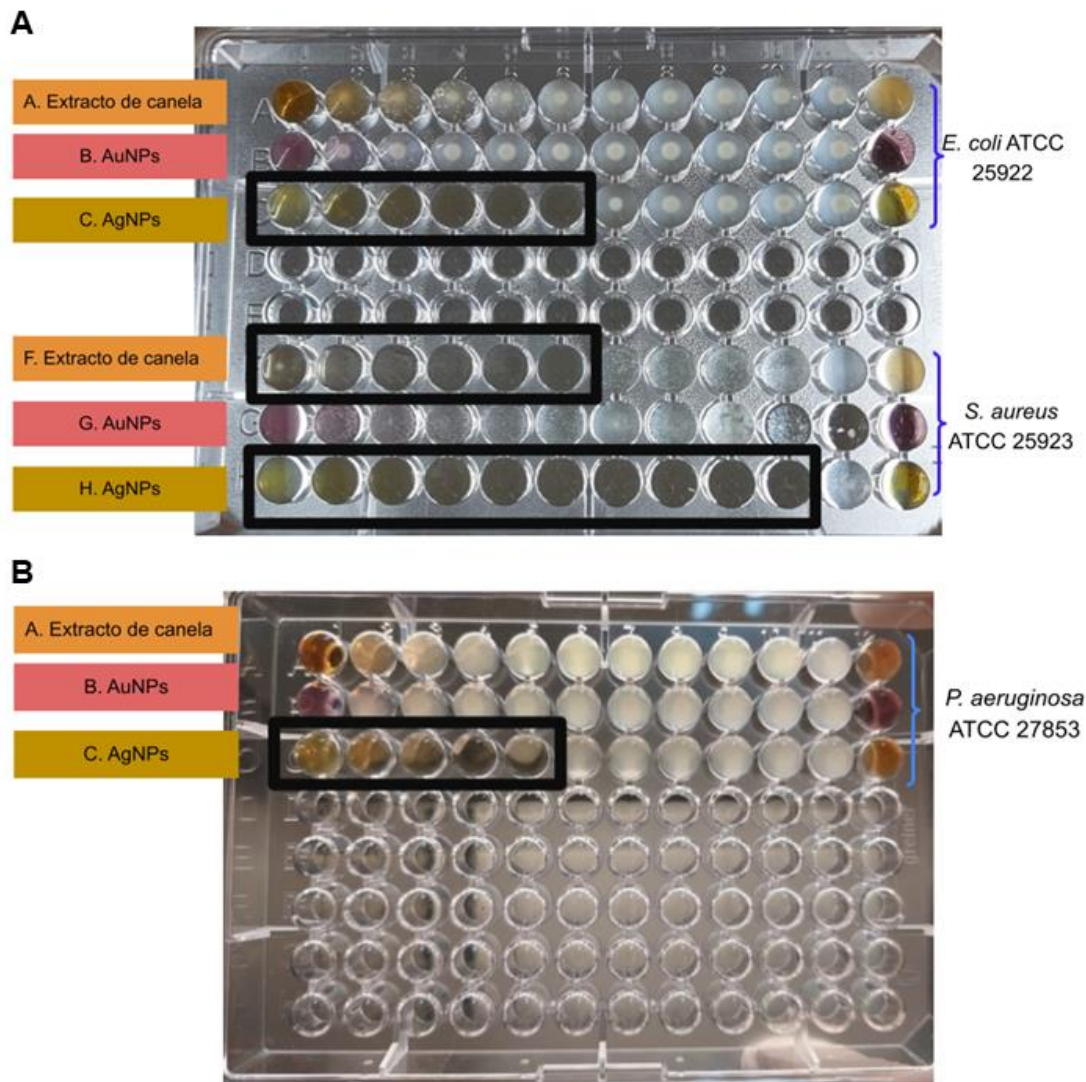 A
A. Extracto de canela
B. AuNPs
C. AgNPs
E. coli ATCC
25922
A
B
D
F. Extracto de canela
G. AuNPs
H. AgNPs
G
S. aureus
ATCC 25923
B
A. Extracto de canela
B. AuNPs
C. AgNPs
P. aeruginosa
ATCC 27853